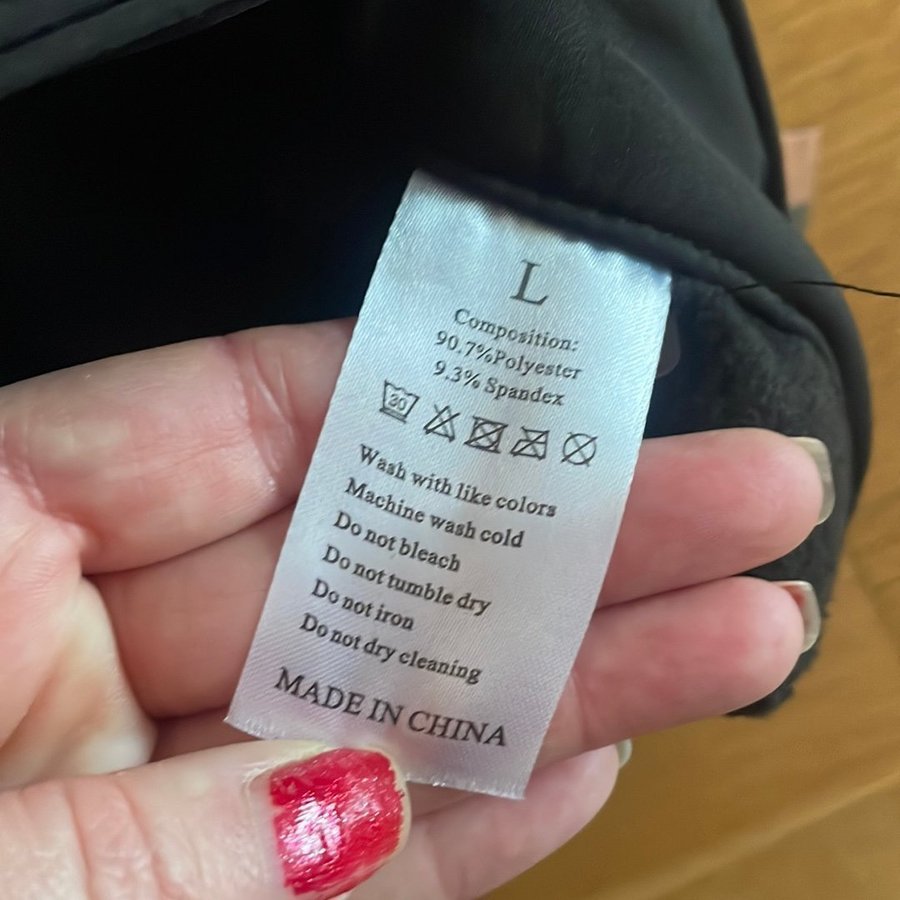 L
Composition:
90.7%Polyester
9.3% Spandex
30
Wash with like colors
Machine wash cold
Do not bleach
Do not tumble dry
Do not iron
Do not dry cleaning
MADE IN CHINA